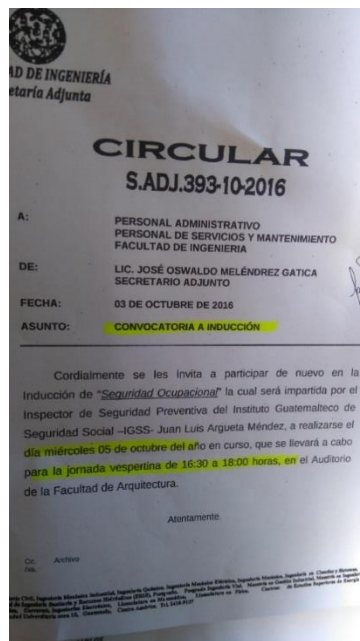 AD DE INGENIERÍA
etaría Adjunta
CIRCULAR
S.ADJ.393-10-2016
A: PERSONAL ADMINISTRATIVO
PERSONAL DE SERVICIOS Y MANTENIMIENTO
FACULTAD DE INGENIERIA
DE: LIC. JOSÉ OSWALDO MELÉNDREZ GATICA
SECRETARIO ADJUNTO
FECHA: 03 DE OCTUBRE DE 2016
ASUNTO: CONVOCATORIA A INDUCCIÓN
Cordialmente se les invita a participar de nuevo en la
Inducción de "Seguridad Ocupacional" la cual será impartida por el
Inspector de Seguridad Preventiva del Instituto Guatemalteco de
Seguridad Social –IGSS- Juan Luis Argueta Méndez, a realizarse el
día miércoles 05 de octubre del año en curso, que se llevará a cabo
para la jornada vespertina de 16:30 a 18:00 horas, en el Auditorio
de la Facultad de Arquitectura.
Atentamente.
Cc. Archivo